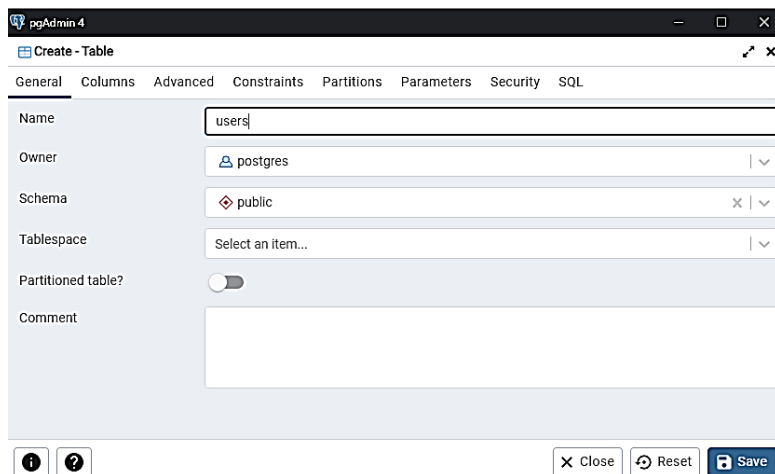 pgAdmin 4
Create - Table
General Columns Advanced Constraints Partitions Parameters Security SQL
Name users
Owner postgres
Schema public
Tablespace Select an item...
Partitioned table?
Comment
Close Reset Save